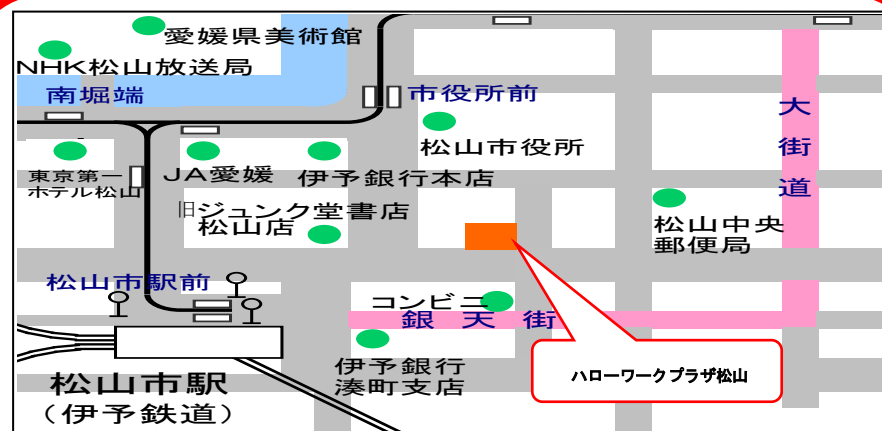 愛媛県美術館
NHK松山放送局
南堀端
市役所前
大街道
松山市役所
東京第一
ホテル松山
JA愛媛
伊予銀行本店
旧ジュンク堂書店
松山店
松山中央
郵便局
松山市駅前
コンビニ
銀天街
伊予銀行
湊町支店
ハローワークプラザ松山
松山市駅
（伊予鉄道）